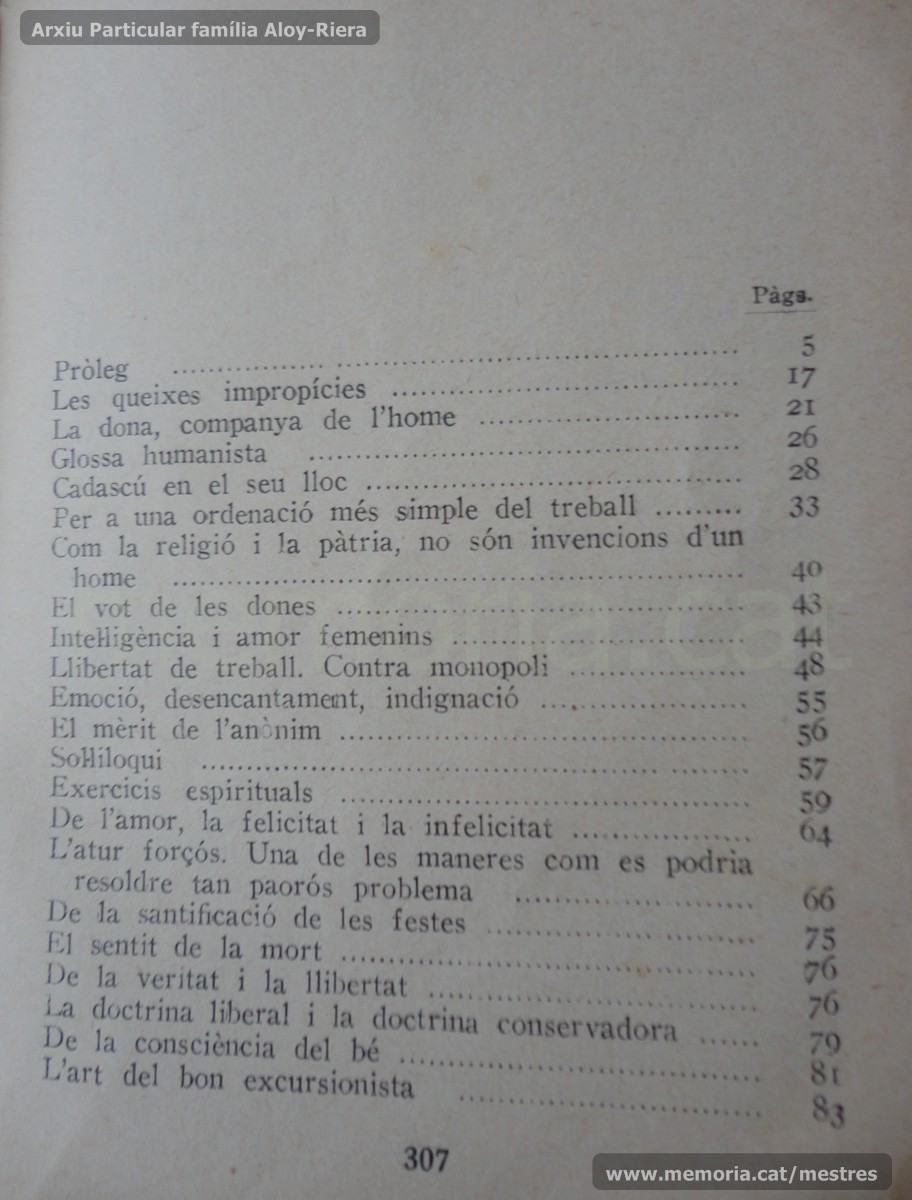 Arxiu Particular família Aloy-Riera
Pàgs.
Pròleg ................................ 5
Les queixes impropícies ................................ 17
La dona, companya de l'home ........................ 21
Glossa humanista ................................ 26
Cadascú en el seu lloc ................................ 28
Per a una ordenació més simple del treball ......... 33
Com la religió i la pàtria, no són invencions d'un
home ................................ 40
El vot de les dones ................................ 43
Intel·ligència i amor femenins ........................ 44
Llibertat de treball. Contra monopoli ................ 48
Emoció, desencantament, indignació ................ 55
El mèrit de l'anònim ................................ 56
Sol·liloqui ................................ 57
Exercicis espirituals ................................ 59
De l'amor, la felicitat i la infelicitat ................ 64
L'atur forçós. Una de les maneres com es podria
resoldre tan paorós problema ................ 66
De la santificació de les festes ................ 75
El sentit de la mort ................................ 76
De la veritat i la llibertat ........................ 76
La doctrina liberal i la doctrina conservadora ...... 79
De la consciència del bé ........................ 81
L'art del bon excursionista ........................ 83
307
www.memoria.cat/mestres